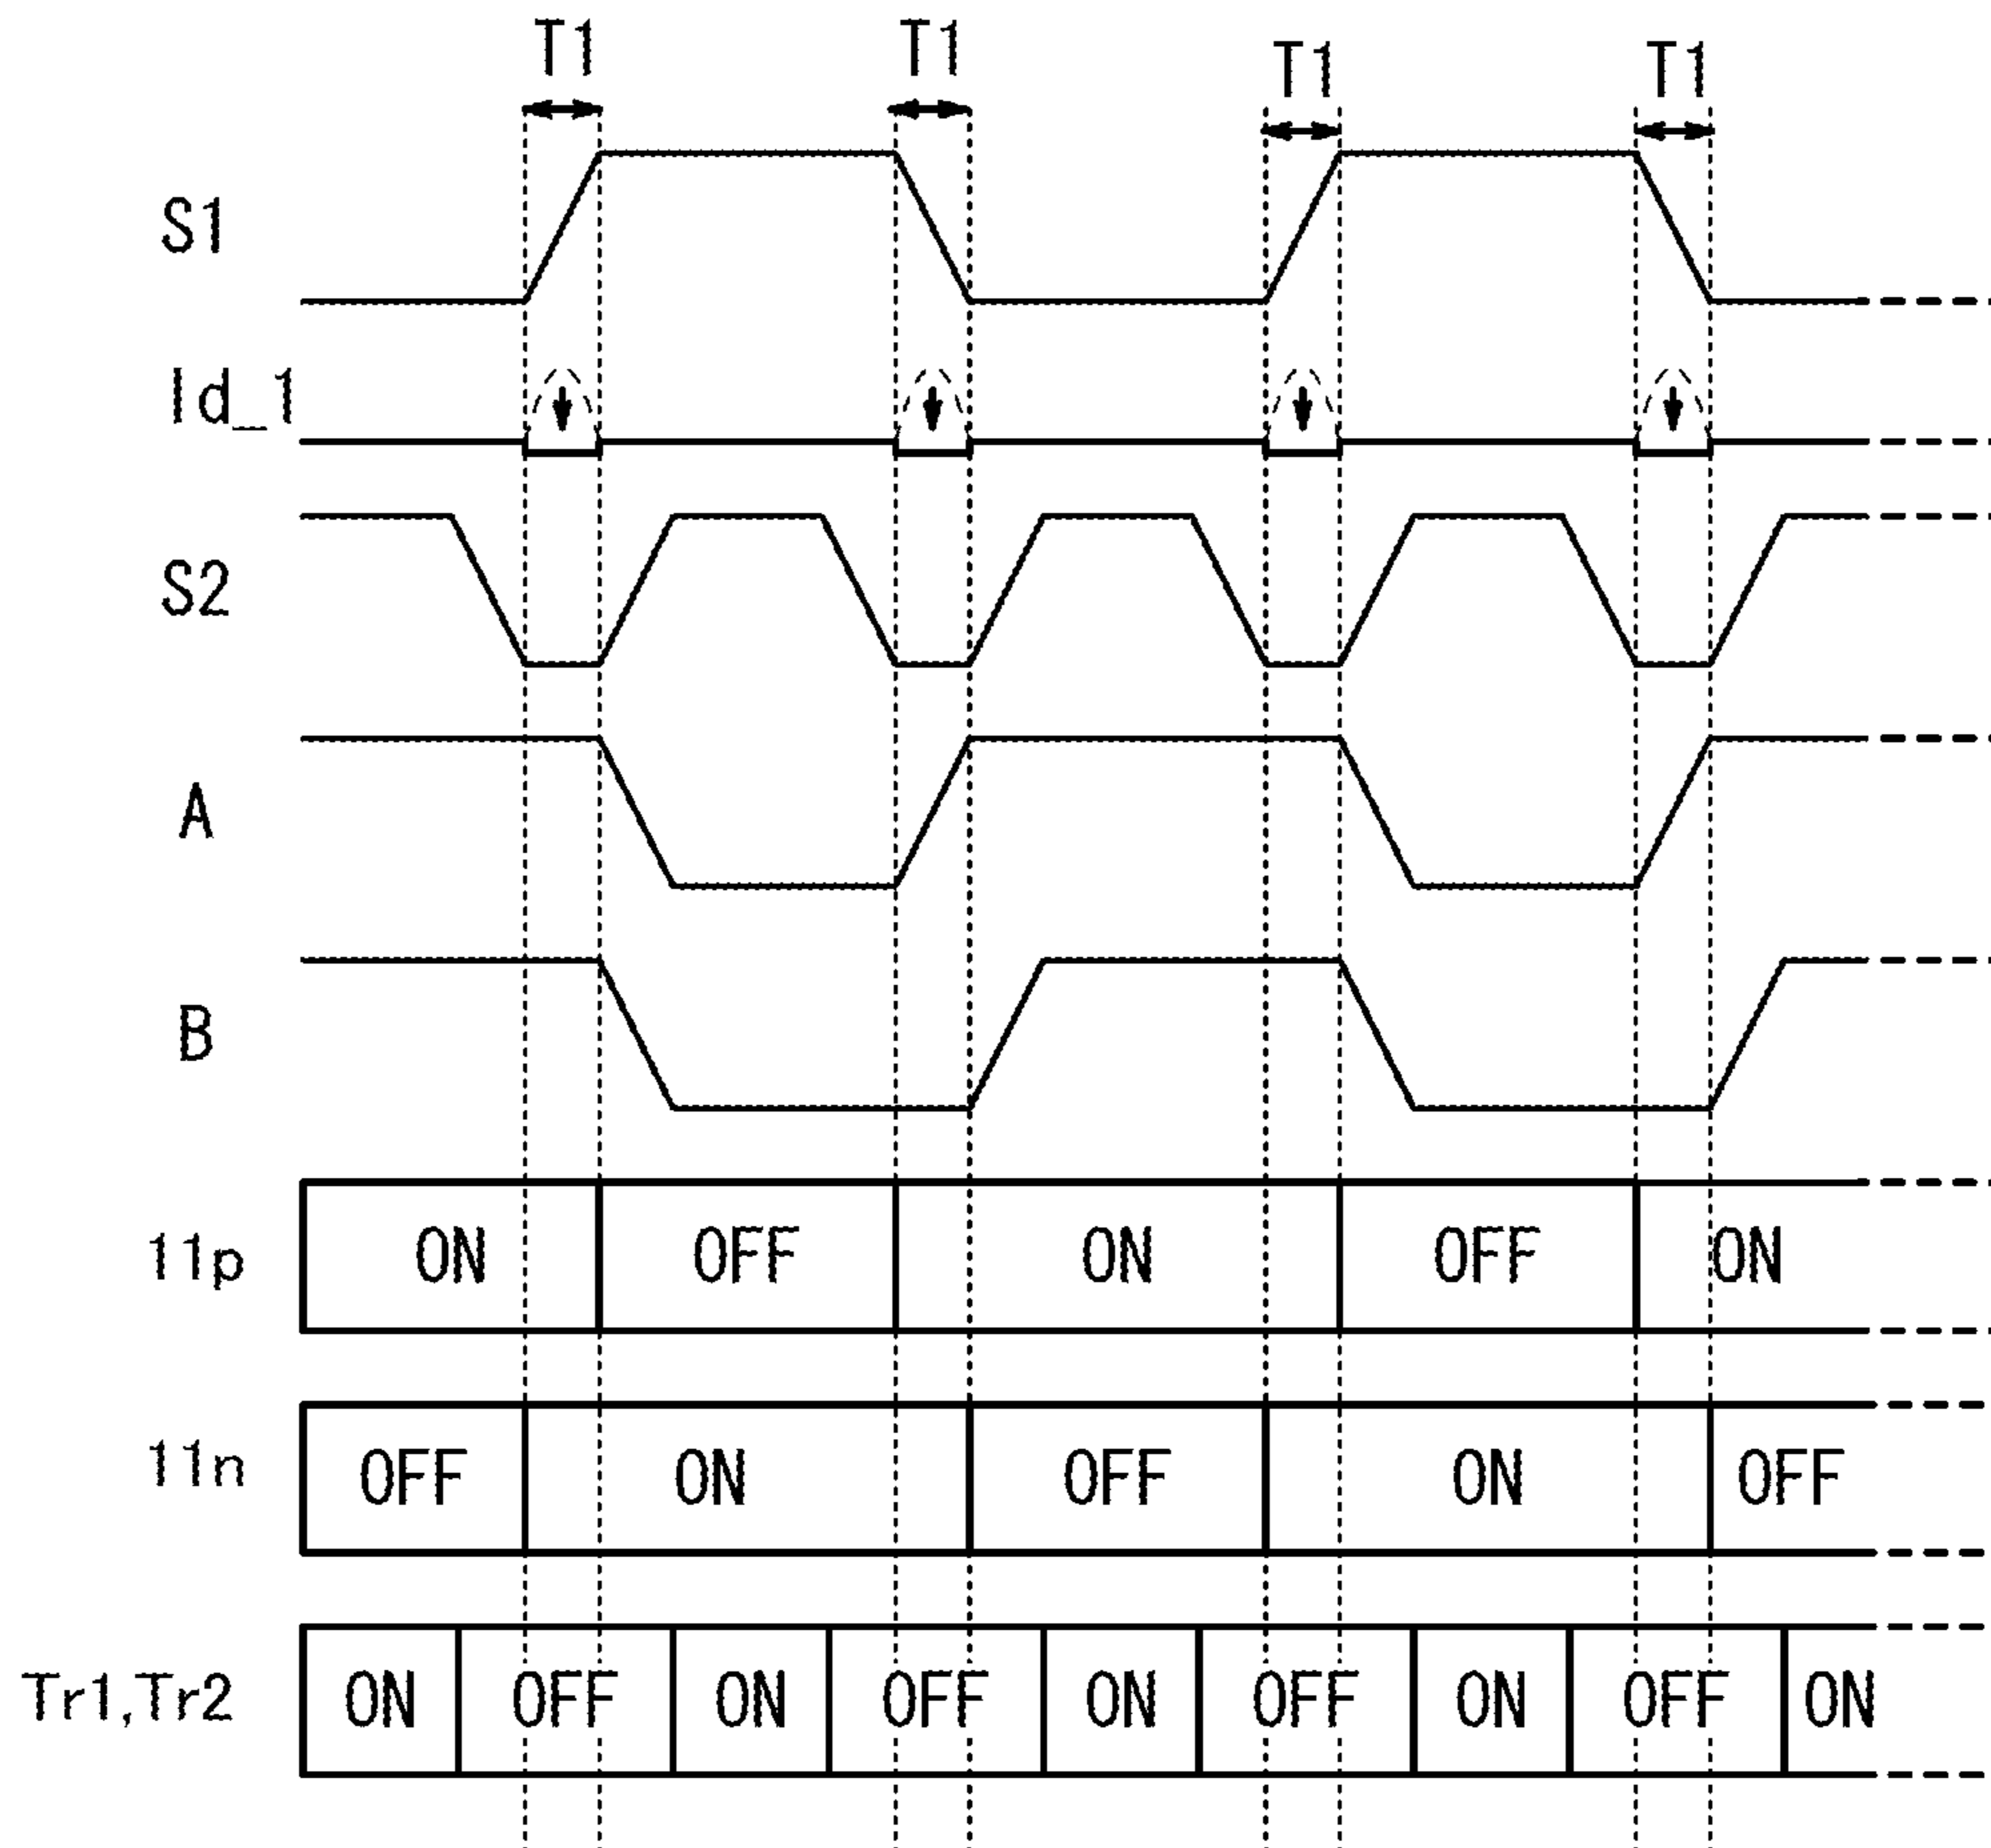 T1 T1 T1 T1
S1
Id_1
S2
A
B
11p ON OFF ON OFF ON
11n OFF ON OFF ON OFF
Tr1,Tr2 ON OFF ON OFF ON OFF ON OFF ON